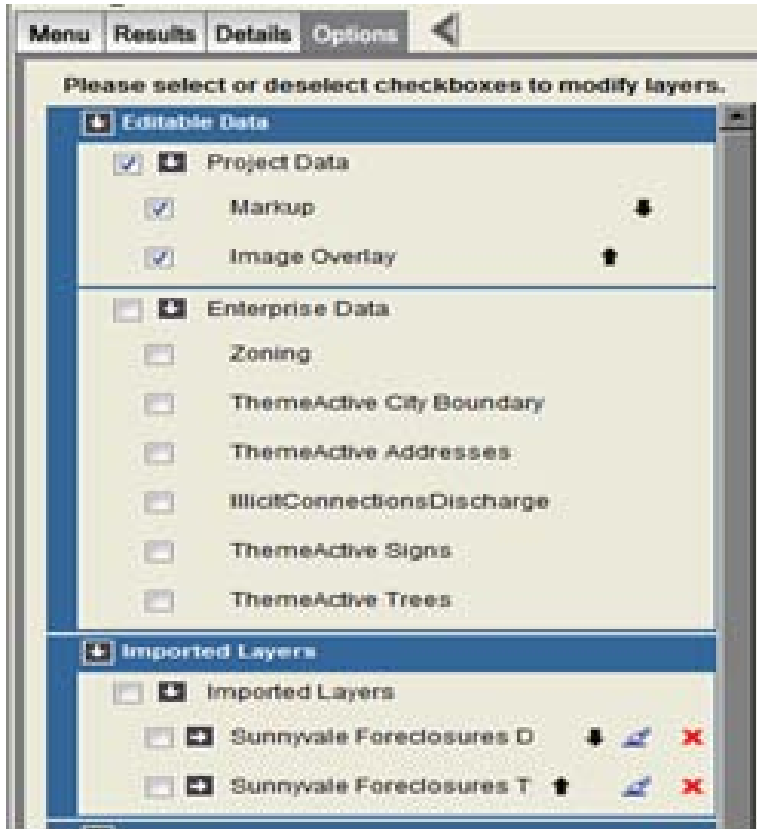 Menu Results Details Options
Please select or deselect checkboxes to modify layers.
Editable Data
Project Data
Markup
Image Overlay
Enterprise Data
Zoning
ThemeActive City Boundary
ThemeActive Addresses
IllicitConnectionsDischarge
ThemeActive Signs
ThemeActive Trees
Imported Layers
Imported Layers
Sunnyvale Foreclosures D
Sunnyvale Foreclosures T